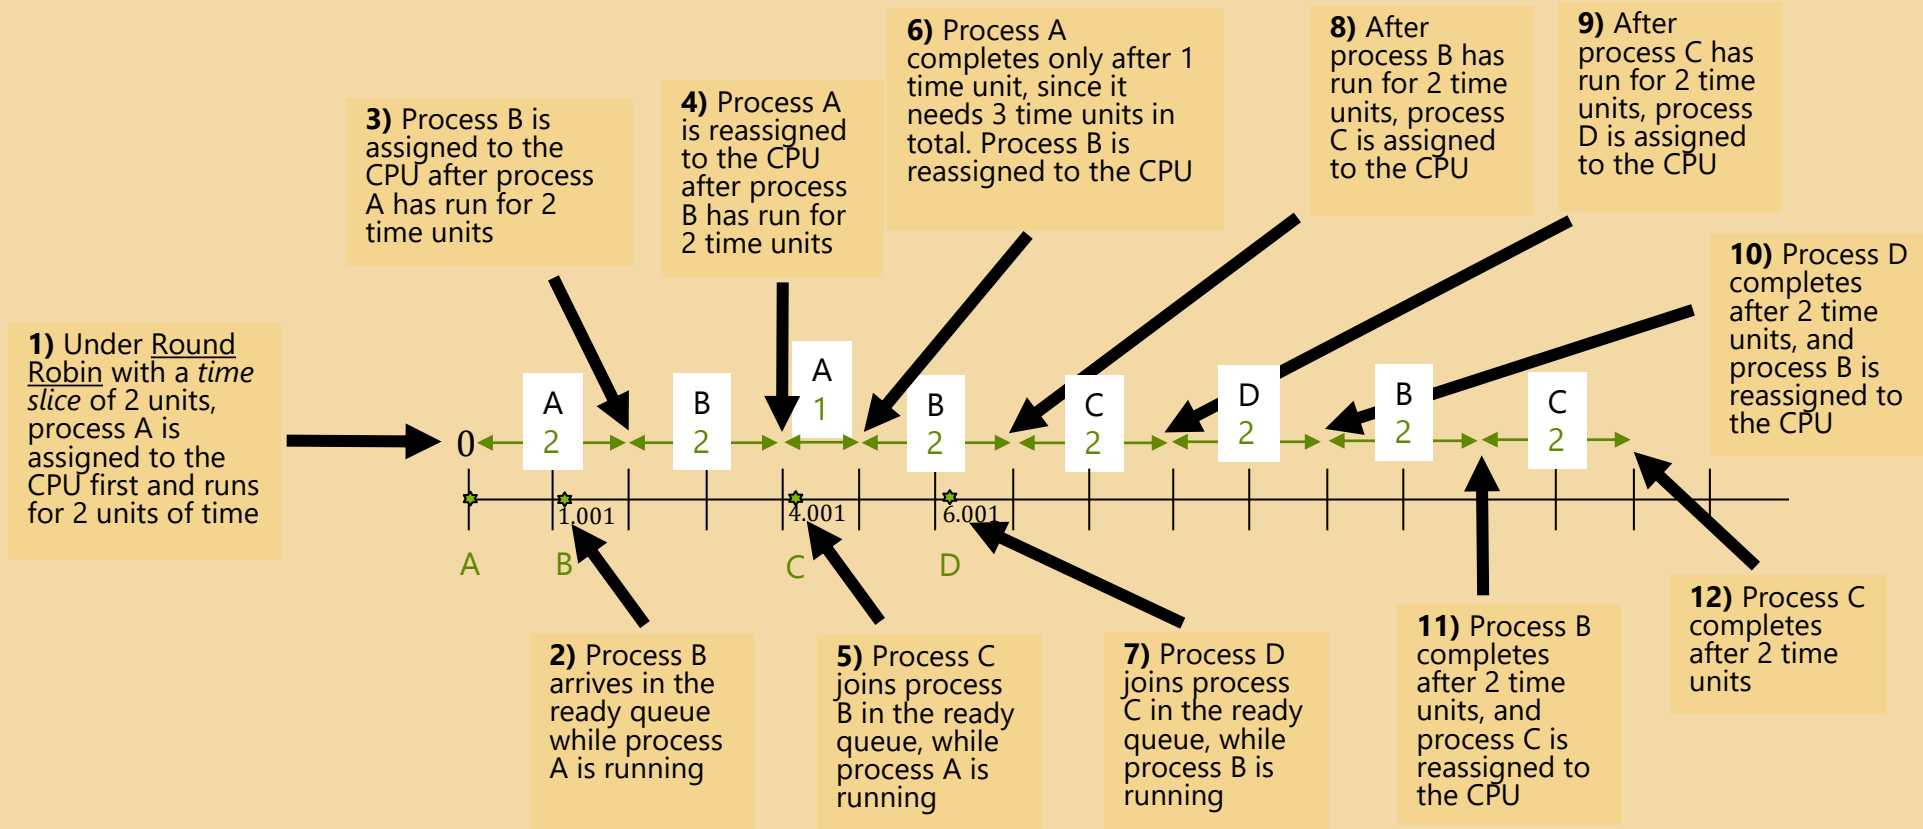 1) Under Round
Robin with a time
slice of 2 units,
process A is
assigned to the
CPU first and runs
for 2 units of time
3) Process B is
assigned to the
CPU after process
A has run for 2
time units
4) Process A
is reassigned
to the CPU
after process
B has run for
2 time units
6) Process A
completes only after 1
time unit, since it
needs 3 time units in
total. Process B is
reassigned to the CPU
8) After
process B has
run for 2 time
units, process
C is assigned
to the CPU
9) After
process C has
run for 2 time
units, process
D is assigned
to the CPU
10) Process D
completes
after 2 time
units, and
process B is
reassigned to
the CPU
0
A
2
B
2
A
1
B
2
C
2
D
2
B
2
C
2
1.001
4.001
6.001
A
B
C
D
2) Process B
arrives in the
ready queue
while process
A is running
5) Process C
joins process
B in the ready
queue, while
process A is
running
7) Process D
joins process
C in the ready
queue, while
process B is
running
11) Process B
completes
after 2 time
units, and
process C is
reassigned to
the CPU
12) Process C
completes
after 2 time
units